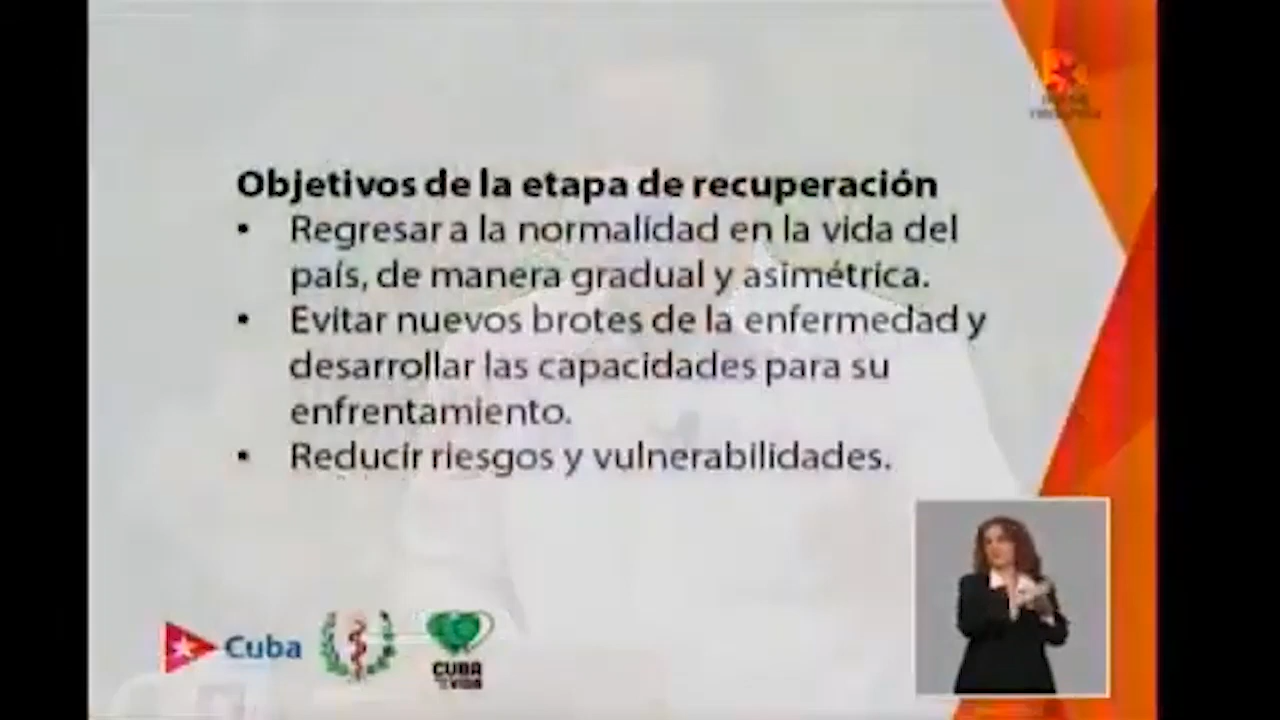 Objetivos de la etapa de recuperación
• Regresar a la normalidad en la vida del
país, de manera gradual y asimétrica.
• Evitar nuevos brotes de la enfermedad y
desarrollar las capacidades para su
enfrentamiento.
• Reducir riesgos y vulnerabilidades.
Cuba
CUBA
VIDA